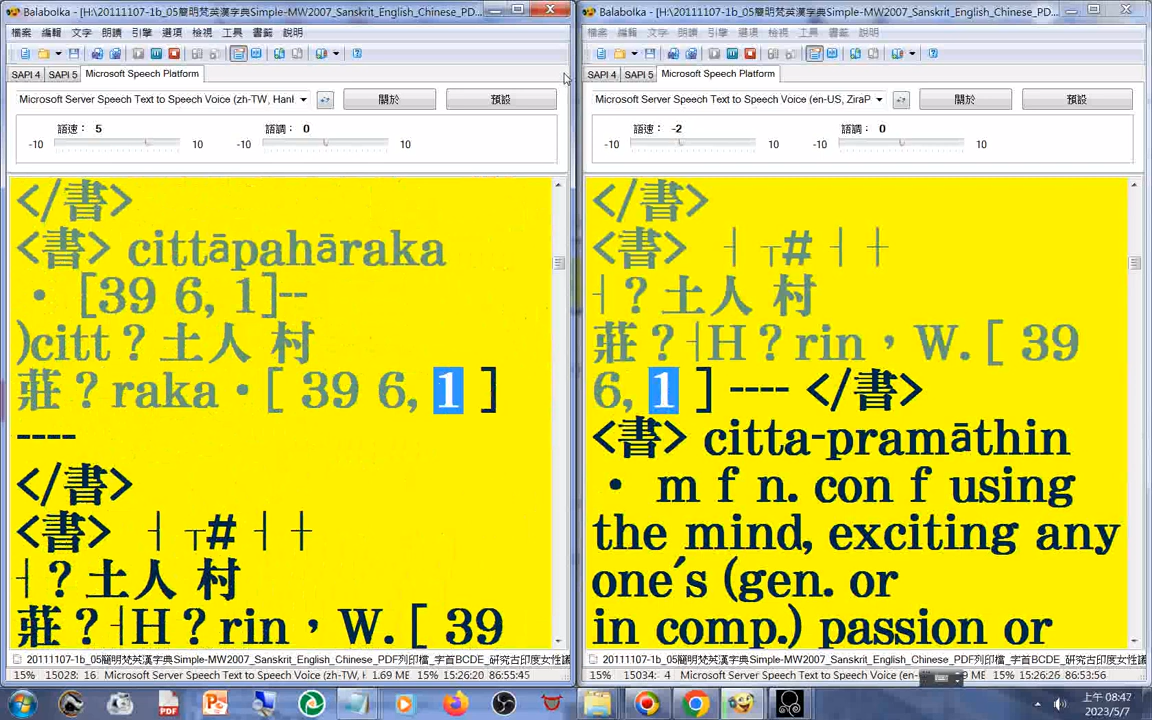 Balabolka - [H:\20111107-1b_05簡明梵英漢字典Simple-MW2007_Sanskrit_English_Chinese_PD...
檔案 編輯 文字 朗讀 引擎 選項 檢視 工具 書籤 說明
SAPI 4 SAPI 5 Microsoft Speech Platform
Microsoft Server Speech Text to Speech Voice (zh-TW, Hanl 關於 預設
語速： 5 語調： 0
-10 10 -10 10
</書>
<書> cittāpahāraka
• [39 6, 1]--
)citt？土人 村
莊？raka •[ 39 6, 1 ]
----
</書>
<書> ┤┬# ┤┼
┤？土人 村
莊？┤H？rin，W. [ 39
20111107-1b_05簡明梵英漢字典Simple-MW2007_Sanskrit_English_Chinese_PDF列印檔_字首BCDE_研究古印度女性議
15% 15028: 16. Microsoft Server Speech Text to Speech Voice (zh-TW, H 1.69 MB 15% 15:26:20 86:55:45
Balabolka - [H:\20111107-1b_05簡明梵英漢字典Simple-MW2007_Sanskrit_English_Chinese_PD...
檔案 編輯 文字 朗讀 引擎 選項 檢視 工具 書籤 說明
SAPI 4 SAPI 5 Microsoft Speech Platform
Microsoft Server Speech Text to Speech Voice (en-US, ZiraP 關於 預設
語速： -2 語調： 0
-10 10 -10 10
</書>
<書> ┤┬# ┤┼
┤？土人 村
莊？┤H？rin，W. [ 39
6, 1 ] ---- </書>
<書> citta-pramāthin
• m f n. con f using
the mind, exciting any
one′s (gen. or
in comp.) passion or
20111107-1b_05簡明梵英漢字典Simple-MW2007_Sanskrit_English_Chinese_PDF列印檔_字首BCDE_研究古印度女性議
15% 15034: 4 Microsoft Server Speech Text to Speech Voice (en-U ME 15% 15:26:26 86:53:56
上午 08:47
2023/5/7